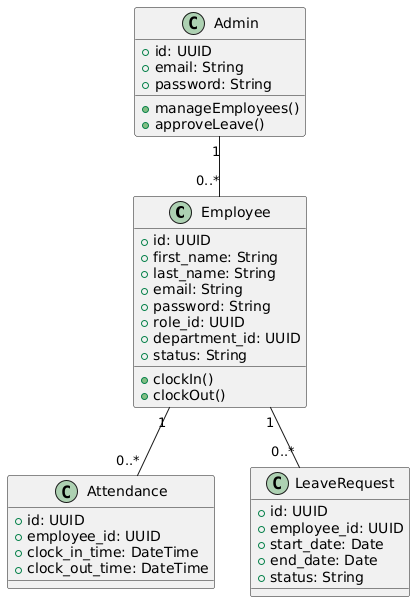 C Admin
id: UUID
email: String
password: String
manageEmployees()
approveLeave()
1
0..*
C Employee
id: UUID
first_name: String
last_name: String
email: String
password: String
role_id: UUID
department_id: UUID
status: String
clockIn()
clockOut()
1
1
0..*
0..*
C Attendance
id: UUID
employee_id: UUID
clock_in_time: DateTime
clock_out_time: DateTime
C LeaveRequest
id: UUID
employee_id: UUID
start_date: Date
end_date: Date
status: String